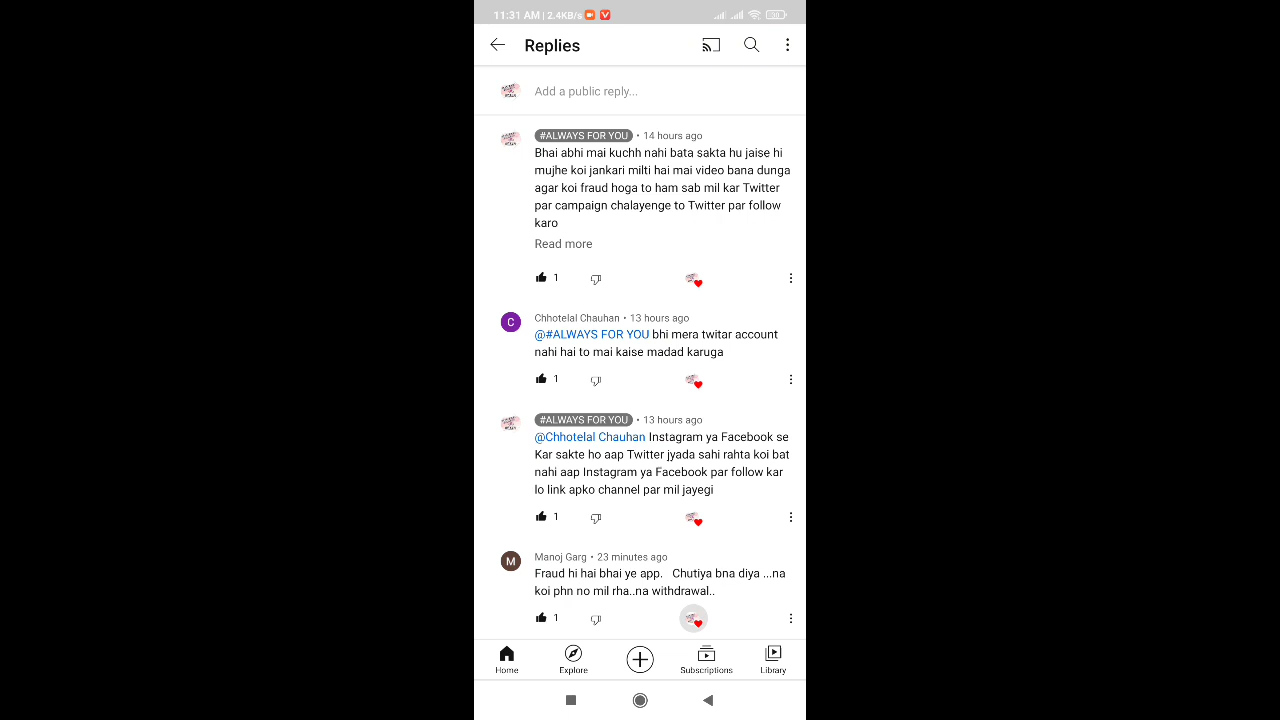 11:31 AM | 2.4KB/s
Replies
Add a public reply...
#ALWAYS FOR YOU • 14 hours ago
Bhai abhi mai kuchh nahi bata sakta hu jaise hi
mujhe koi jankari milti hai mai video bana dunga
agar koi fraud hoga to ham sab mil kar Twitter
par campaign chalayenge to Twitter par follow
karo
Read more
1
Chhotelal Chauhan • 13 hours ago
@#ALWAYS FOR YOU bhi mera twitar account
nahi hai to mai kaise madad karuga
1
#ALWAYS FOR YOU • 13 hours ago
@Chhotelal Chauhan Instagram ya Facebook se
Kar sakte ho aap Twitter jyada sahi rahta koi bat
nahi aap Instagram ya Facebook par follow kar
lo link apko channel par mil jayegi
1
Manoj Garg • 23 minutes ago
Fraud hi hai bhai ye app. Chutiya bna diya ...na
koi phn no mil rha..na withdrawal..
1
Home Explore Subscriptions Library